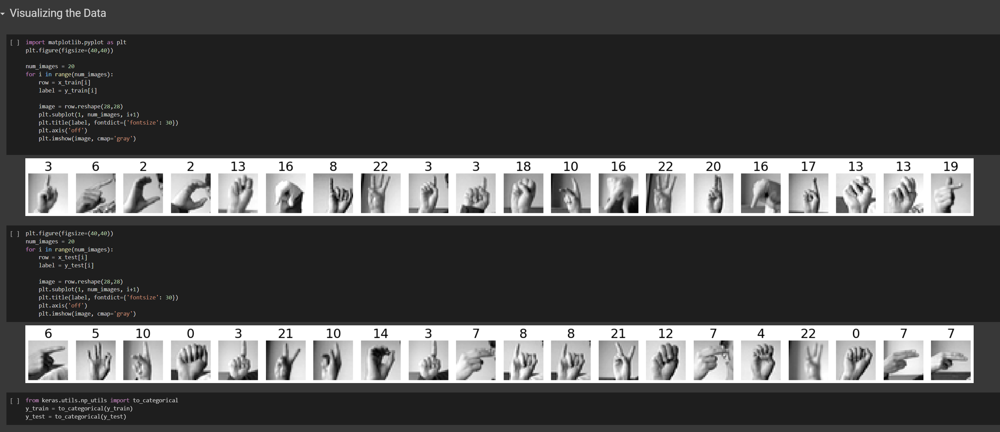 Visualizing the Data
[ ] import matplotlib.pyplot as plt
plt.figure(figsize=(40,40))
num_images = 20
for i in range(num_images):
    row = x_train[i]
    label = y_train[i]
    image = row.reshape(28,28)
    plt.subplot(1, num_images, i+1)
    plt.title(label, fontdict={'fontsize': 30})
    plt.axis('off')
    plt.imshow(image, cmap='gray')
3 6 2 2 13 16 8 22 3 3 18 10 16 22 20 16 17 13 13 19
[ ] plt.figure(figsize=(40,40))
num_images = 20
for i in range(num_images):
    row = x_test[i]
    label = y_test[i]
    image = row.reshape(28,28)
    plt.subplot(1, num_images, i+1)
    plt.title(label, fontdict={'fontsize': 30})
    plt.axis('off')
    plt.imshow(image, cmap='gray')
6 5 10 0 3 21 10 14 3 7 8 8 21 12 7 4 22 0 7 7
[ ] from keras.utils.np_utils import to_categorical
y_train = to_categorical(y_train)
y_test = to_categorical(y_test)